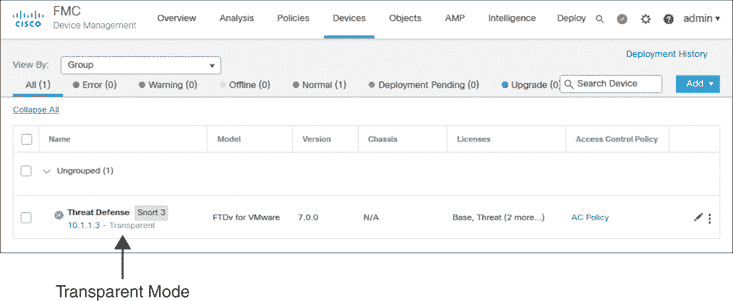 CISCO
FMC
Device Management
Overview Analysis Policies Devices Objects AMP Intelligence Deploy admin
Deployment History
View By: Group
All (1) Error (0) Warning (0) Offline (0) Normal (1) Deployment Pending (0) Upgrade (0) Search Device Add
Collapse All
Name Model Version Chassis Licenses Access Control Policy
Ungrouped (1)
Threat Defense Snort 3
10.1.1.3 – Transparent
FTDv for VMware 7.0.0 N/A Base, Threat (2 more...) AC Policy
Transparent Mode